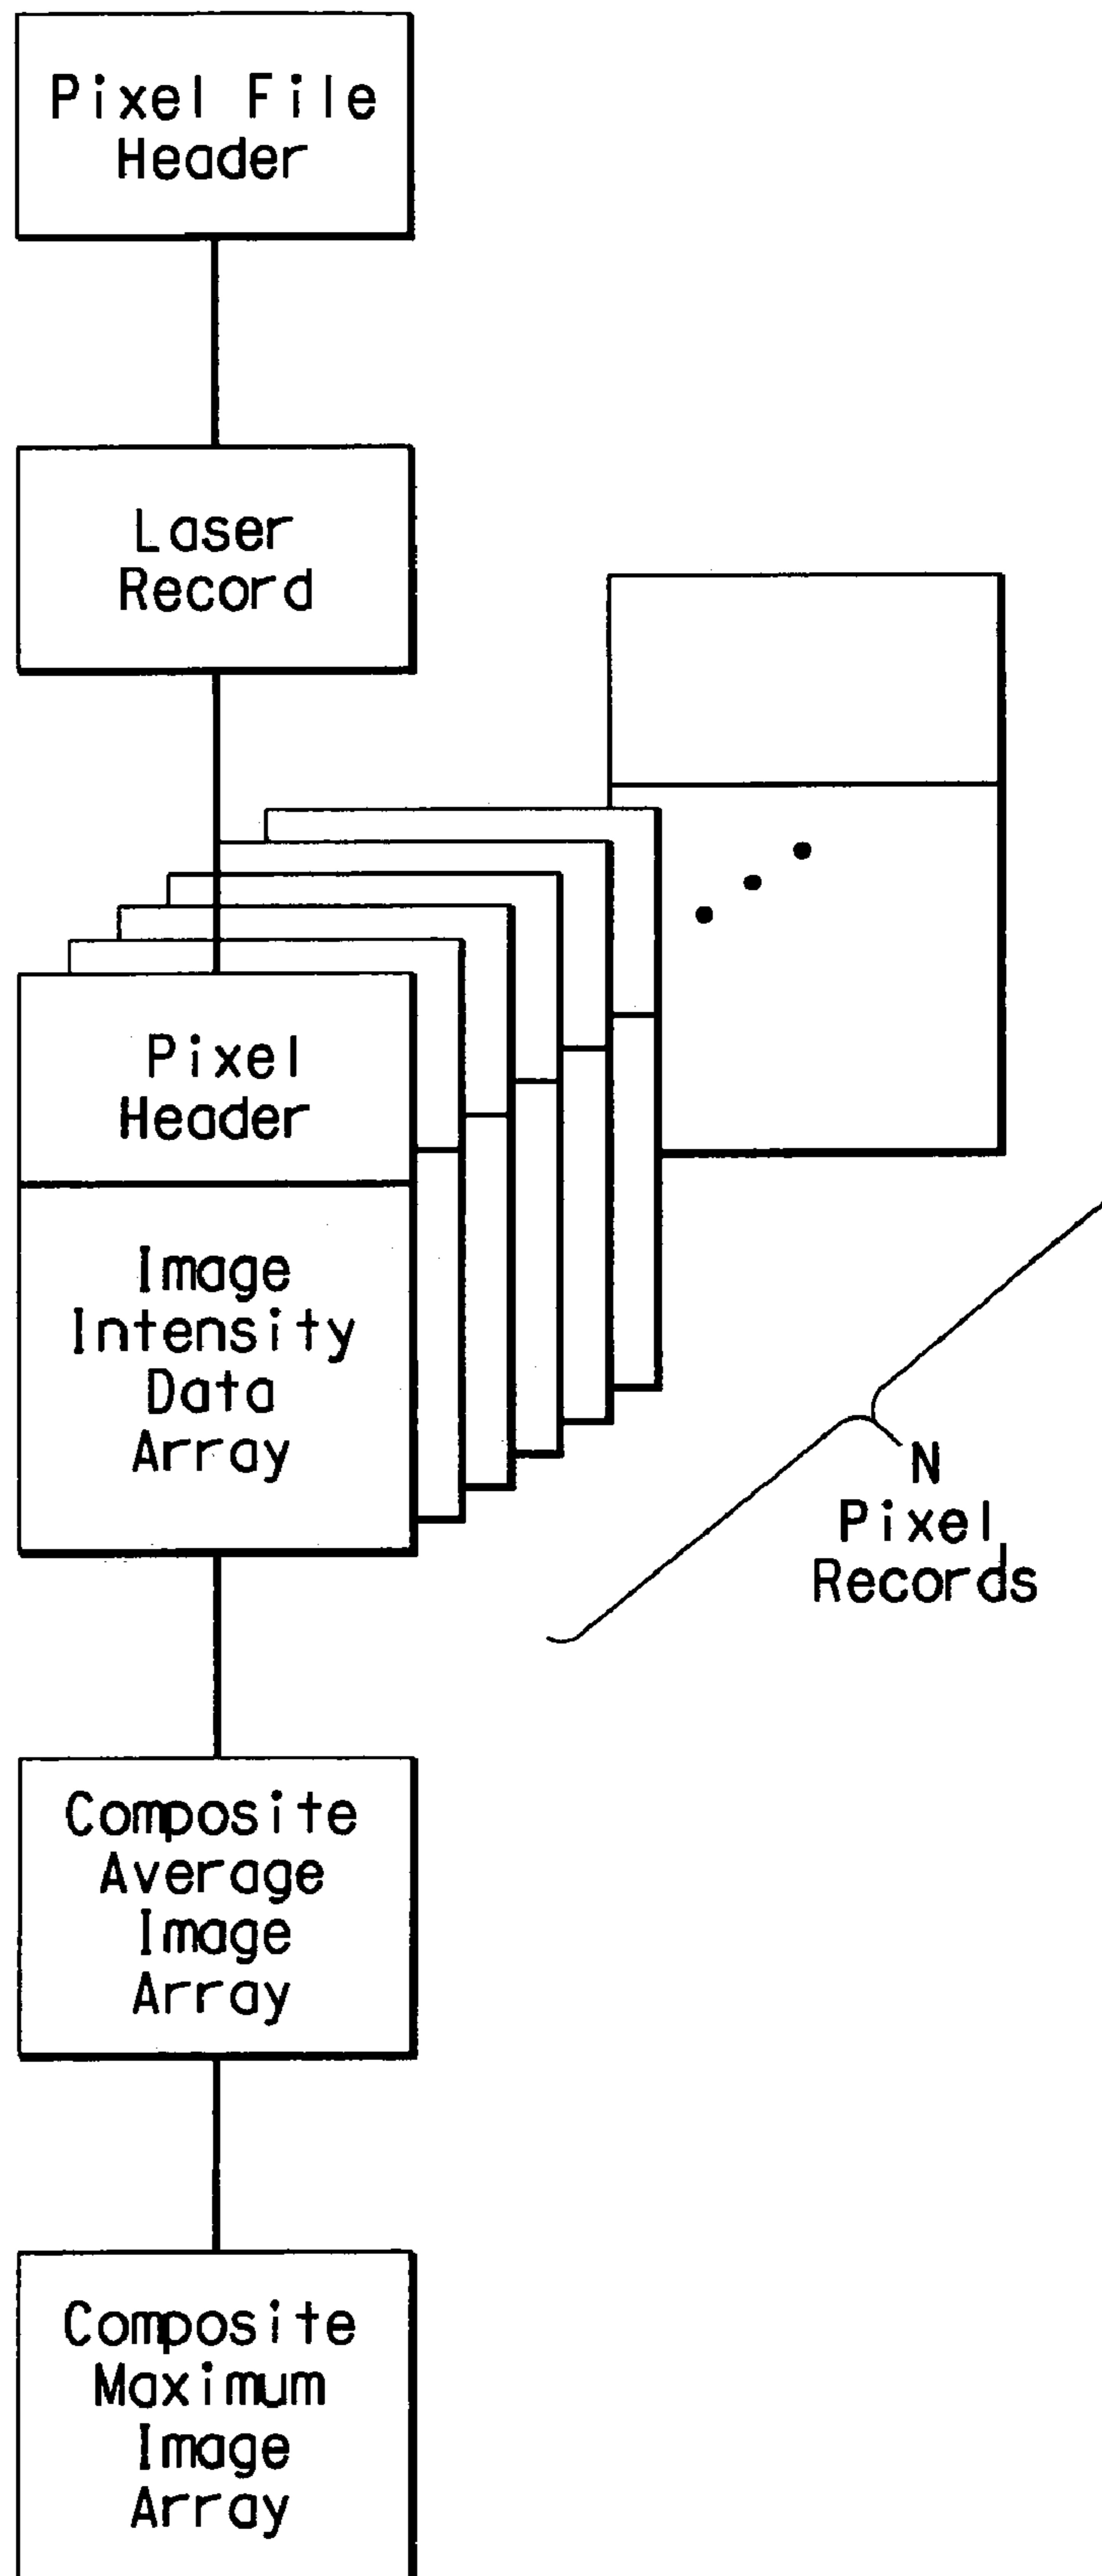 Pixel File
Header
Laser
Record
Pixel
Header
Image
Intensity
Data
Array
N
Pixel
Records
Composite
Average
Image
Array
Composite
Maximum
Image
Array